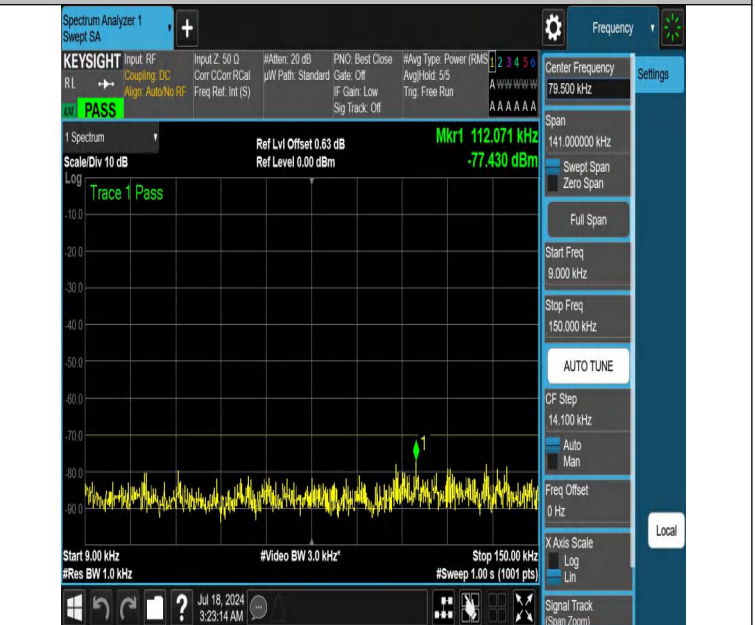 Spectrum Analyzer 1
Swept SA
+
Frequency
KEYSIGHT
RL
PASS
Input: RF
Coupling: DC
Align: Auto/No RF
Input Z: 50 Ω
Corr CCorr RCal
Freq Ref: Int (S)
#Atten: 20 dB
µW Path: Standard
PNO: Best Close
Gate: Off
IF Gain: Low
Sig Track: Off
#Avg Type: Power (RMS
Avg|Hold: 5/5
Trig: Free Run
1 2 3 4 5 6
A W W W W W
A A A A A A
1 Spectrum
Scale/Div 10 dB
Ref Lvl Offset 0.63 dB
Ref Level 0.00 dBm
Mkr1 112.071 kHz
-77.430 dBm
Log
Trace 1 Pass
-10.0
-20.0
-30.0
-40.0
-50.0
-60.0
-70.0
-80.0
-90.0
1
Start 9.00 kHz
#Res BW 1.0 kHz
#Video BW 3.0 kHz*
Stop 150.00 kHz
#Sweep 1.00 s (1001 pts)
?
Jul 18, 2024
3:23:14 AM
Center Frequency
79.500 kHz
Span
141.000000 kHz
Swept Span
Zero Span
Full Span
Start Freq
9.000 kHz
Stop Freq
150.000 kHz
AUTO TUNE
CF Step
14.100 kHz
Auto
Man
Freq Offset
0 Hz
X Axis Scale
Log
Lin
Signal Track
(Span Zoom)
Settings
Local